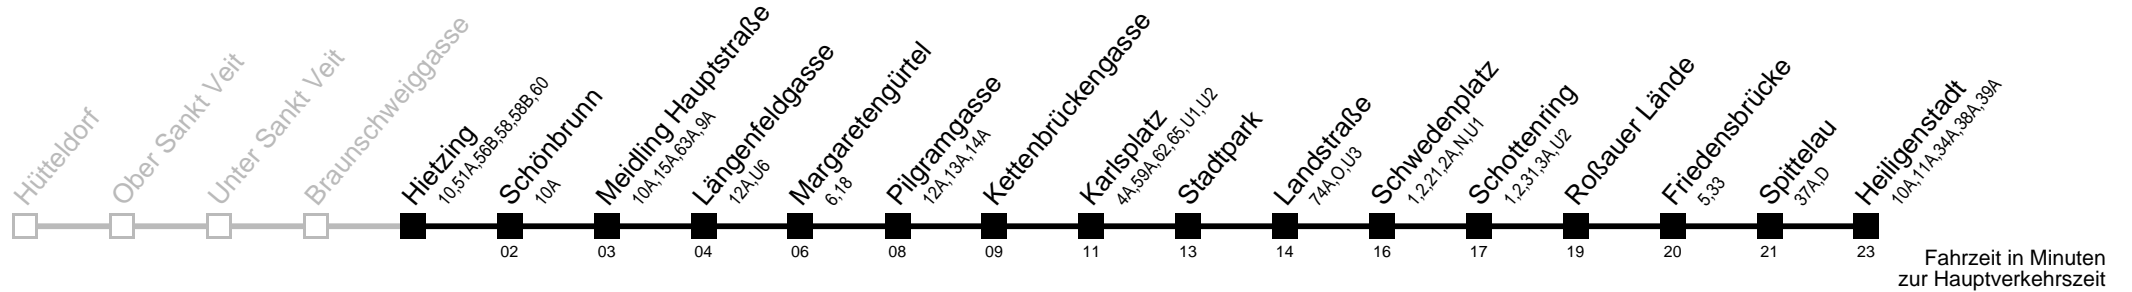 Hütteldorf
Ober Sankt Veit
Unter Sankt Veit
Braunschweiggasse
Hietzing
10,51A,56B,58,58B,60
Schönbrunn
10A
Meidling Hauptstraße
10A,15A,63A,9A
Längenfeldgasse
12A,U6
Margaretengürtel
6,18
Pilgramgasse
12A,13A,14A
Kettenbrückengasse
Karlsplatz
4A,59A,62,65,U1,U2
Stadtpark
Landstraße
74A,O,U3
Schwedenplatz
1,2,21,2A,N,U1
Schottenring
1,2,31,3A,U2
Roßauer Lände
Friedensbrücke
5,33
Spittelau
37A,D
Heiligenstadt
10A,11A,34A,38A,39A
02 03 04 06 08 09 11 13 14 16 17 19 20 21 23
Fahrzeit in Minuten
zur Hauptverkehrszeit